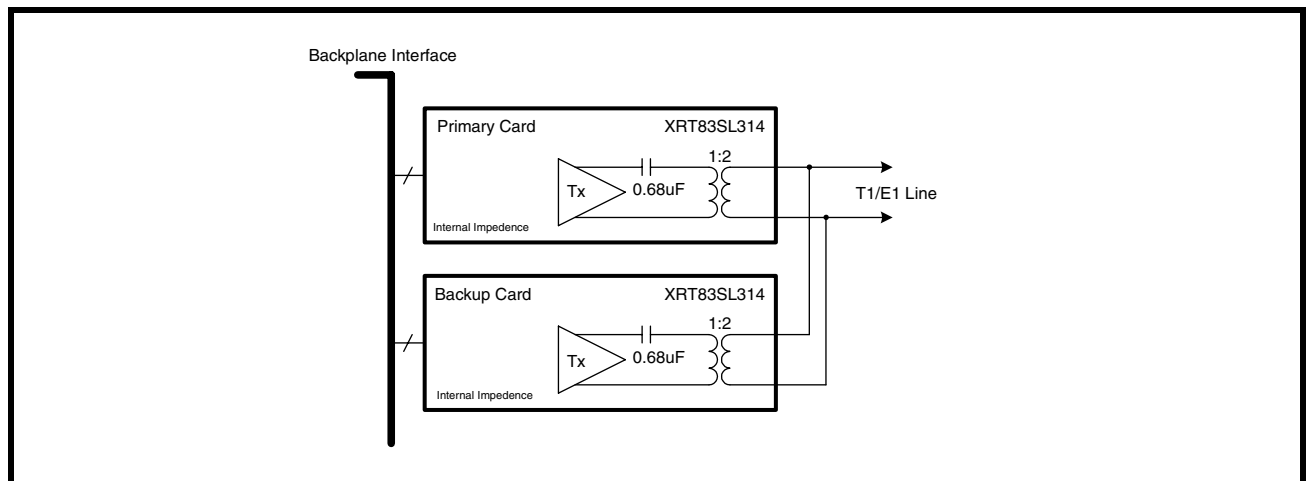 Backplane Interface
Primary Card XRT83SL314
1:2
Tx 0.68uF
T1/E1 Line
Internal Impedence
Backup Card XRT83SL314
1:2
Tx 0.68uF
Internal Impedence